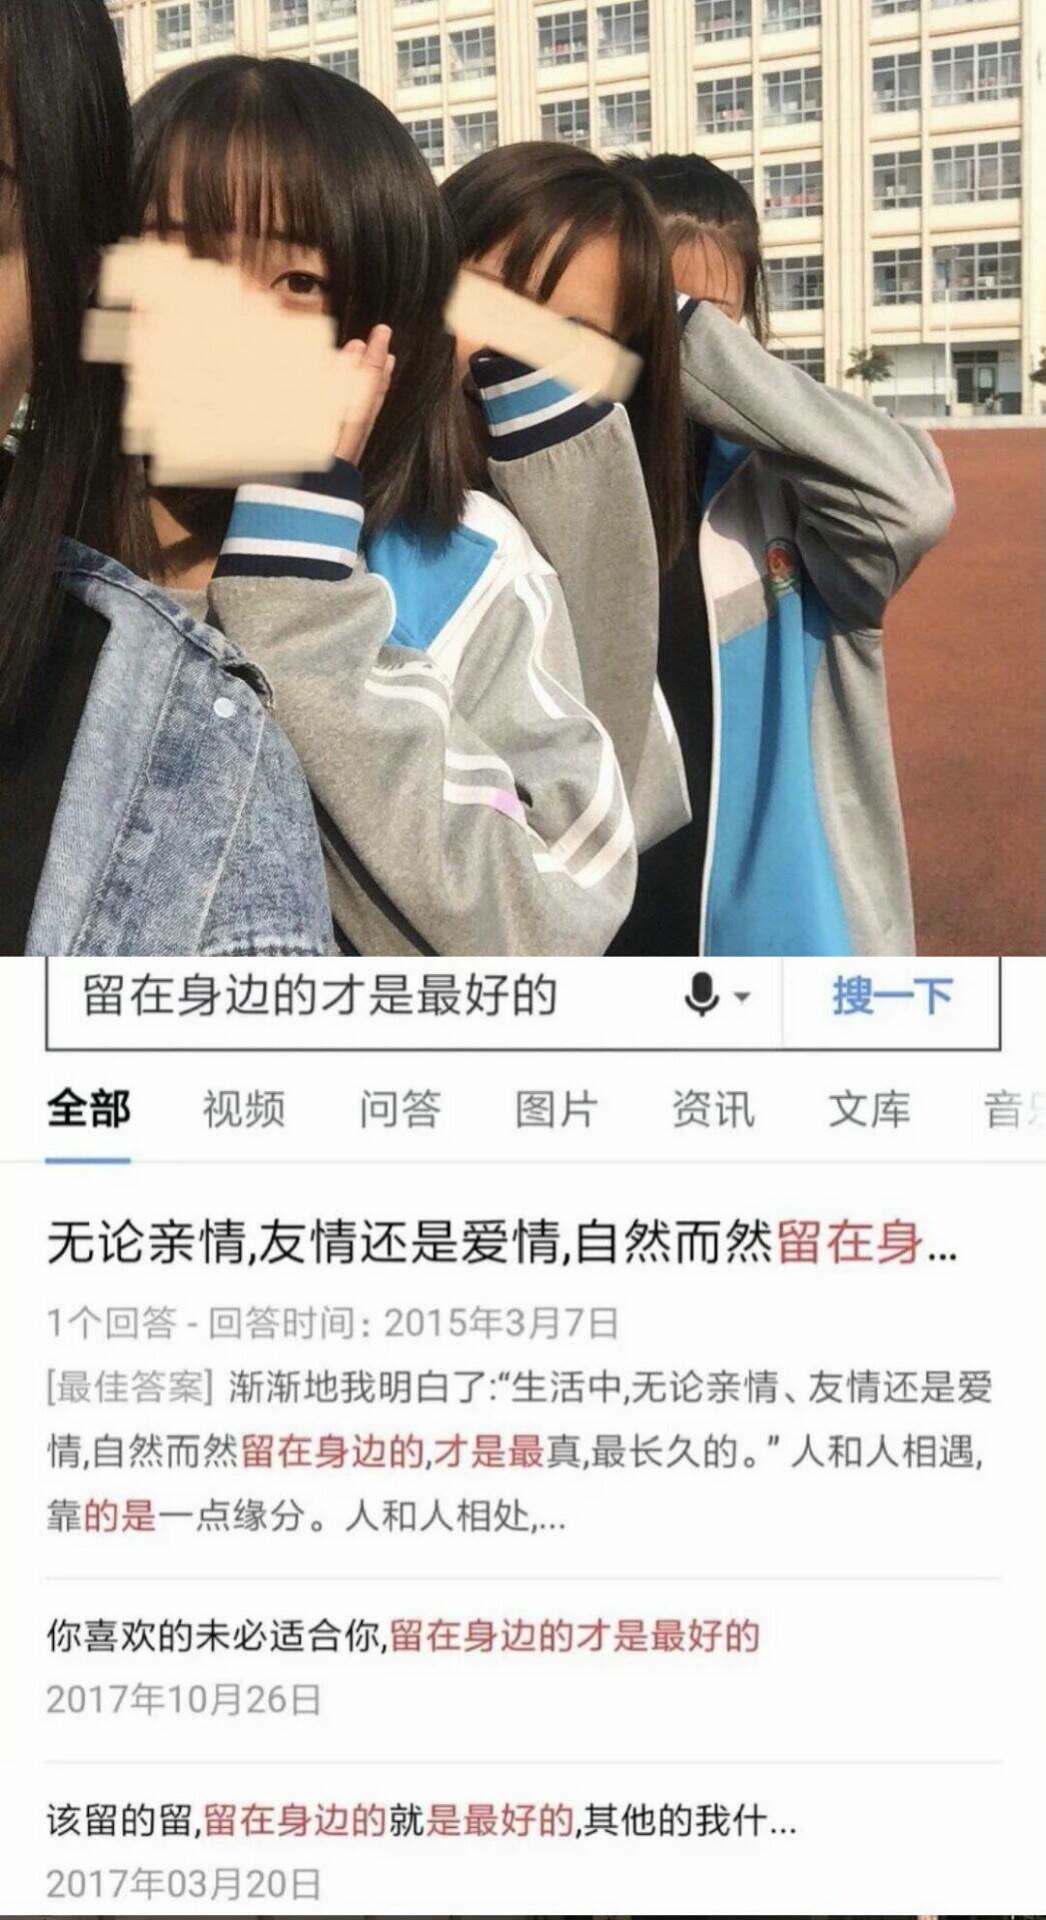 留在身边的才是最好的 搜一下
全部 视频 问答 图片 资讯 文库 音
无论亲情,友情还是爱情,自然而然留在身...
1个回答 - 回答时间: 2015年3月7日
[最佳答案] 渐渐地我明白了:“生活中,无论亲情、友情还是爱
情,自然而然留在身边的,才是最真,最长久的。” 人和人相遇,
靠的是一点缘分。人和人相处,...
你喜欢的未必适合你,留在身边的才是最好的
2017年10月26日
该留的留,留在身边的就是最好的,其他的我什...
2017年03月20日